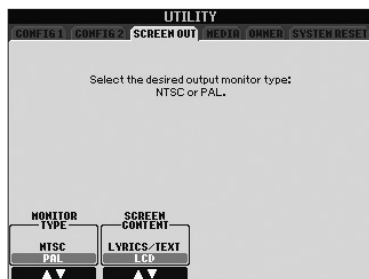 UTILITY
CONFIG 1 CONFIG 2 SCREEN OUT MEDIA OWNER SYSTEM RESET
Select the desired output monitor type:
NTSC or PAL.
MONITOR TYPE SCREEN CONTENT
NTSC LYRICS/TEXT
PAL LCD